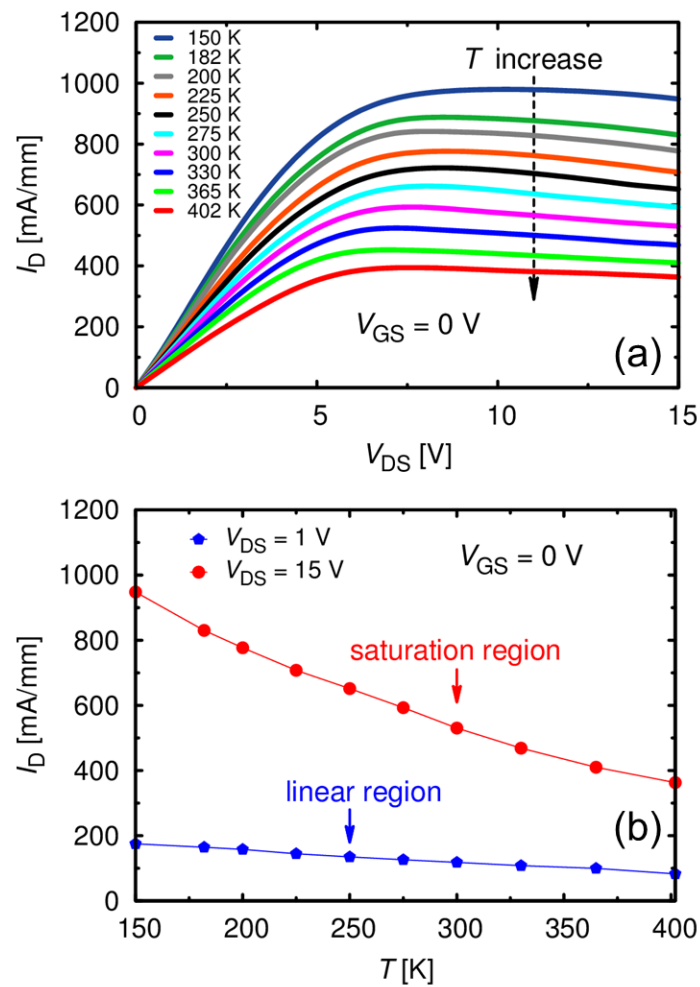 1200
1000
800
600
400
200
0
I_D [mA/mm]
150 K
182 K
200 K
225 K
250 K
275 K
300 K
330 K
365 K
402 K
T increase
V_GS = 0 V
(a)
0 5 10 15
V_DS [V]
1200
1000
800
600
400
200
0
I_D [mA/mm]
V_DS = 1 V
V_DS = 15 V
V_GS = 0 V
saturation region
linear region
(b)
150 200 250 300 350 400
T [K]